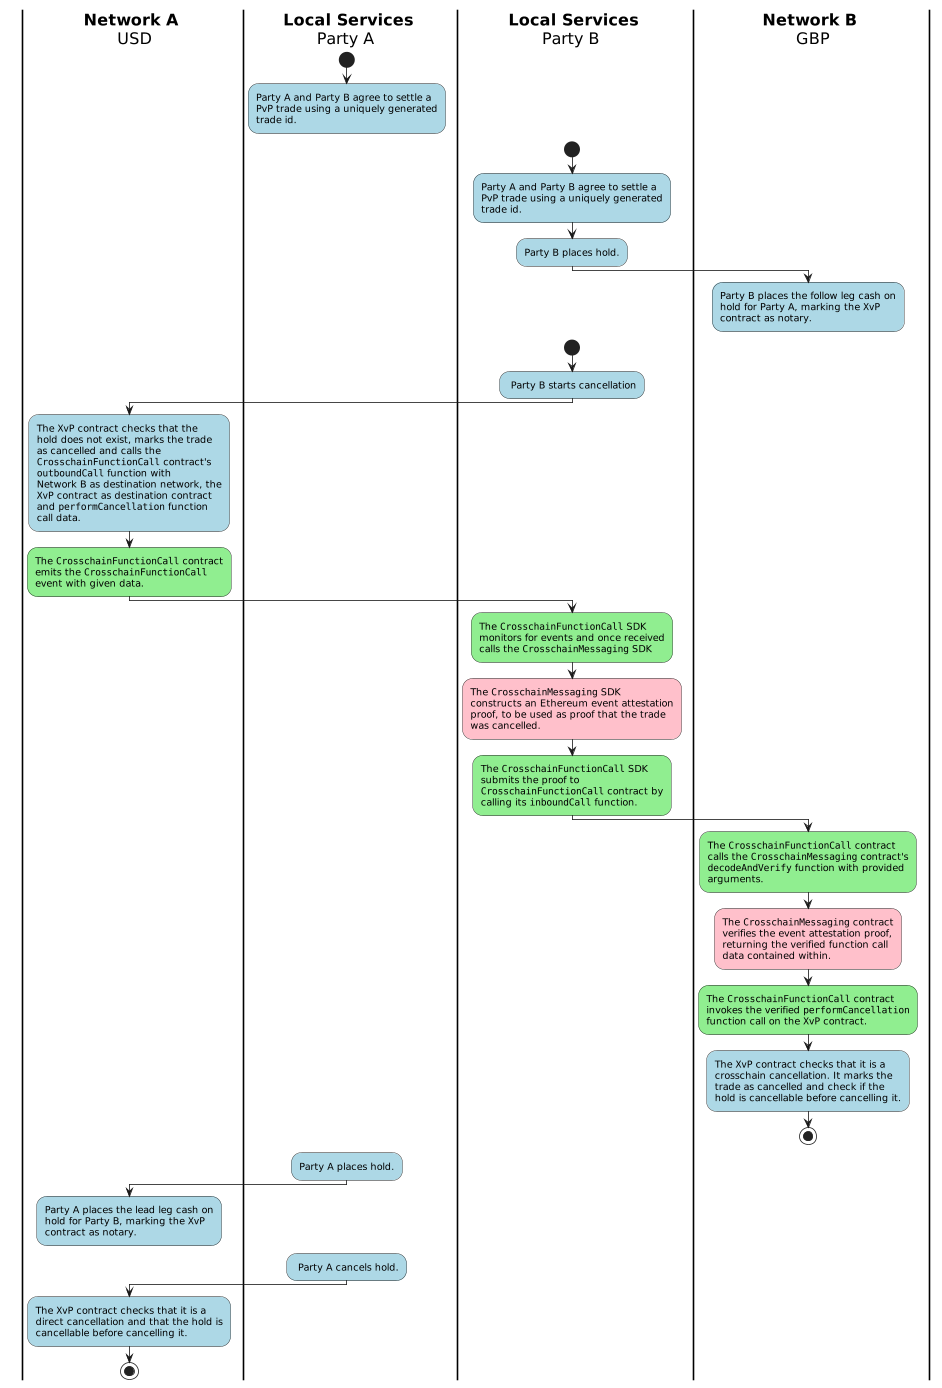 Network A
USD
Local Services
Party A
Local Services
Party B
Network B
GBP
Party A and Party B agree to settle a
PvP trade using a uniquely generated
trade id.
Party A and Party B agree to settle a
PvP trade using a uniquely generated
trade id.
Party B places hold.
Party B places the follow leg cash on
hold for Party A, marking the XvP
contract as notary.
Party B starts cancellation
The XvP contract checks that the
hold does not exist, marks the trade
as cancelled and calls the
CrosschainFunctionCall contract's
outboundCall function with
Network B as destination network, the
XvP contract as destination contract
and performCancellation function
call data.
The CrosschainFunctionCall contract
emits the CrosschainFunctionCall
event with given data.
The CrosschainFunctionCall SDK
monitors for events and once received
calls the CrosschainMessaging SDK
The CrosschainMessaging SDK
constructs an Ethereum event attestation
proof, to be used as proof that the trade
was cancelled.
The CrosschainFunctionCall SDK
submits the proof to
CrosschainFunctionCall contract by
calling its inboundCall function.
The CrosschainFunctionCall contract
calls the CrosschainMessaging contract's
decodeAndVerify function with provided
arguments.
The CrosschainMessaging contract
verifies the event attestation proof,
returning the verified function call
data contained within.
The CrosschainFunctionCall contract
invokes the verified performCancellation
function call on the XvP contract.
The XvP contract checks that it is a
crosschain cancellation. It marks the
trade as cancelled and check if the
hold is cancellable before cancelling it.
Party A places hold.
Party A places the lead leg cash on
hold for Party B, marking the XvP
contract as notary.
Party A cancels hold.
The XvP contract checks that it is a
direct cancellation and that the hold is
cancellable before cancelling it.